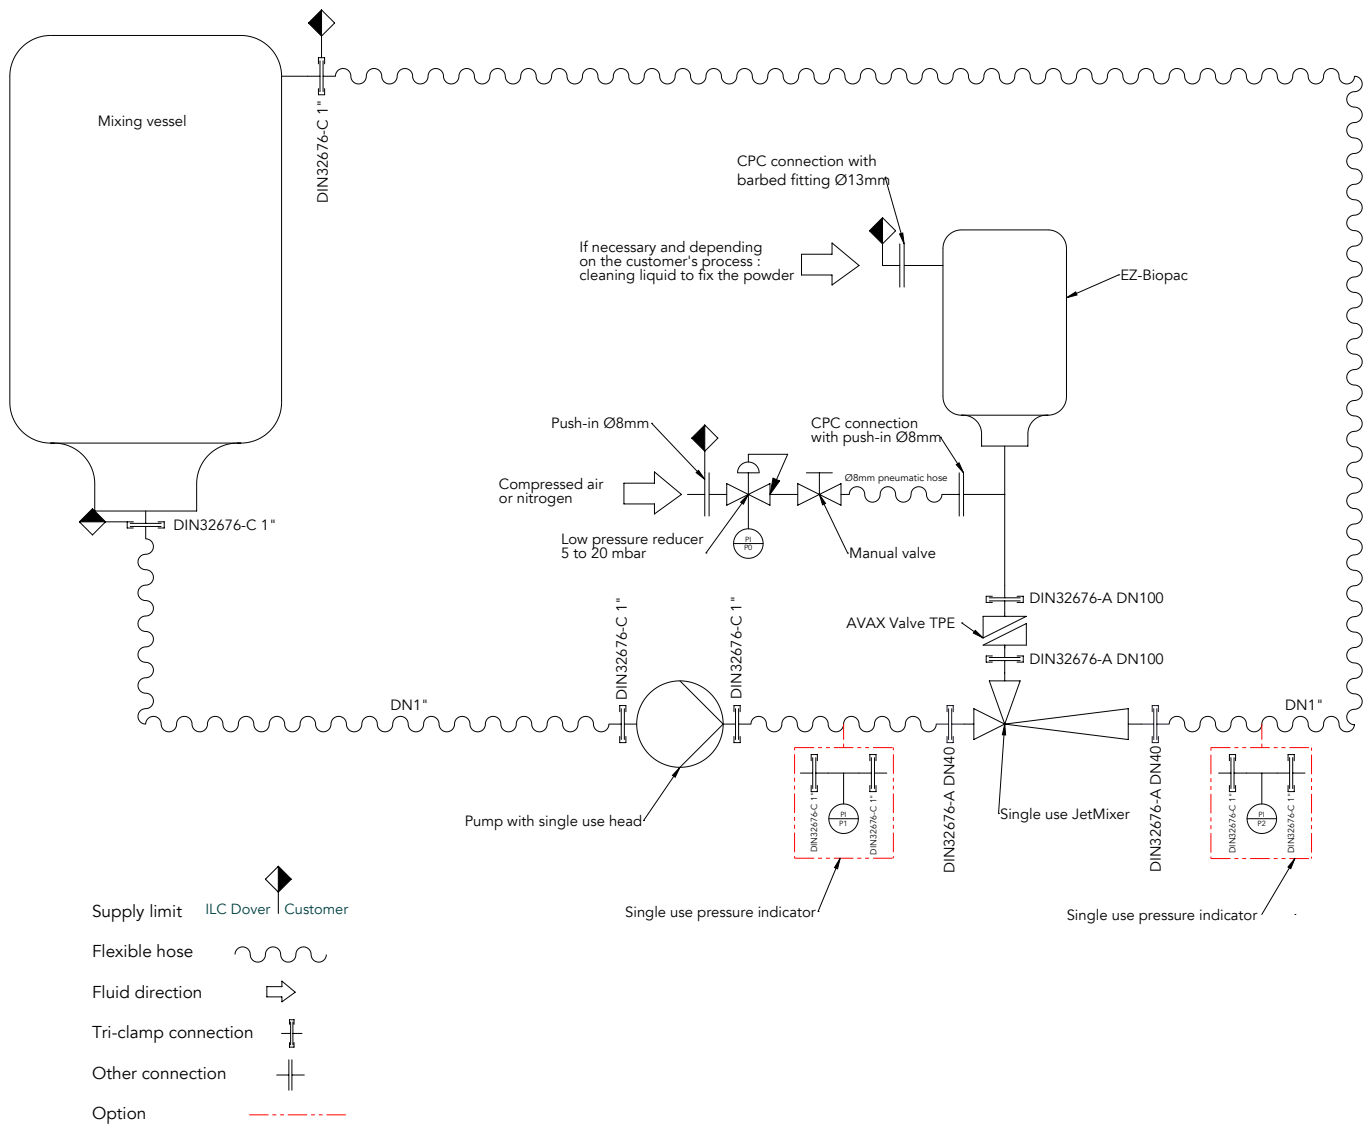 Mixing vessel
DIN32676-C 1"
CPC connection with
barbed fitting Ø13mm
If necessary and depending
on the customer's process :
cleaning liquid to fix the powder
EZ-Biopac
Push-in Ø8mm
CPC connection
with push-in Ø8mm
Compressed air
or nitrogen
Ø8mm pneumatic hose
DIN32676-C 1"
Low pressure reducer
5 to 20 mbar
PI
P0
Manual valve
DIN32676-A DN100
AVAX Valve TPE
DIN32676-A DN100
DIN32676-C 1"
DIN32676-C 1"
DN1"
DN1"
DIN32676-A DN40
DIN32676-A DN40
Pump with single use head
DIN32676-C 1"
PI
P1
DIN32676-C 1"
Single use JetMixer
DIN32676-C 1"
PI
P2
DIN32676-C 1"
Single use pressure indicator
Single use pressure indicator
Supply limit
ILC Dover
Customer
Flexible hose
Fluid direction
Tri-clamp connection
Other connection
Option